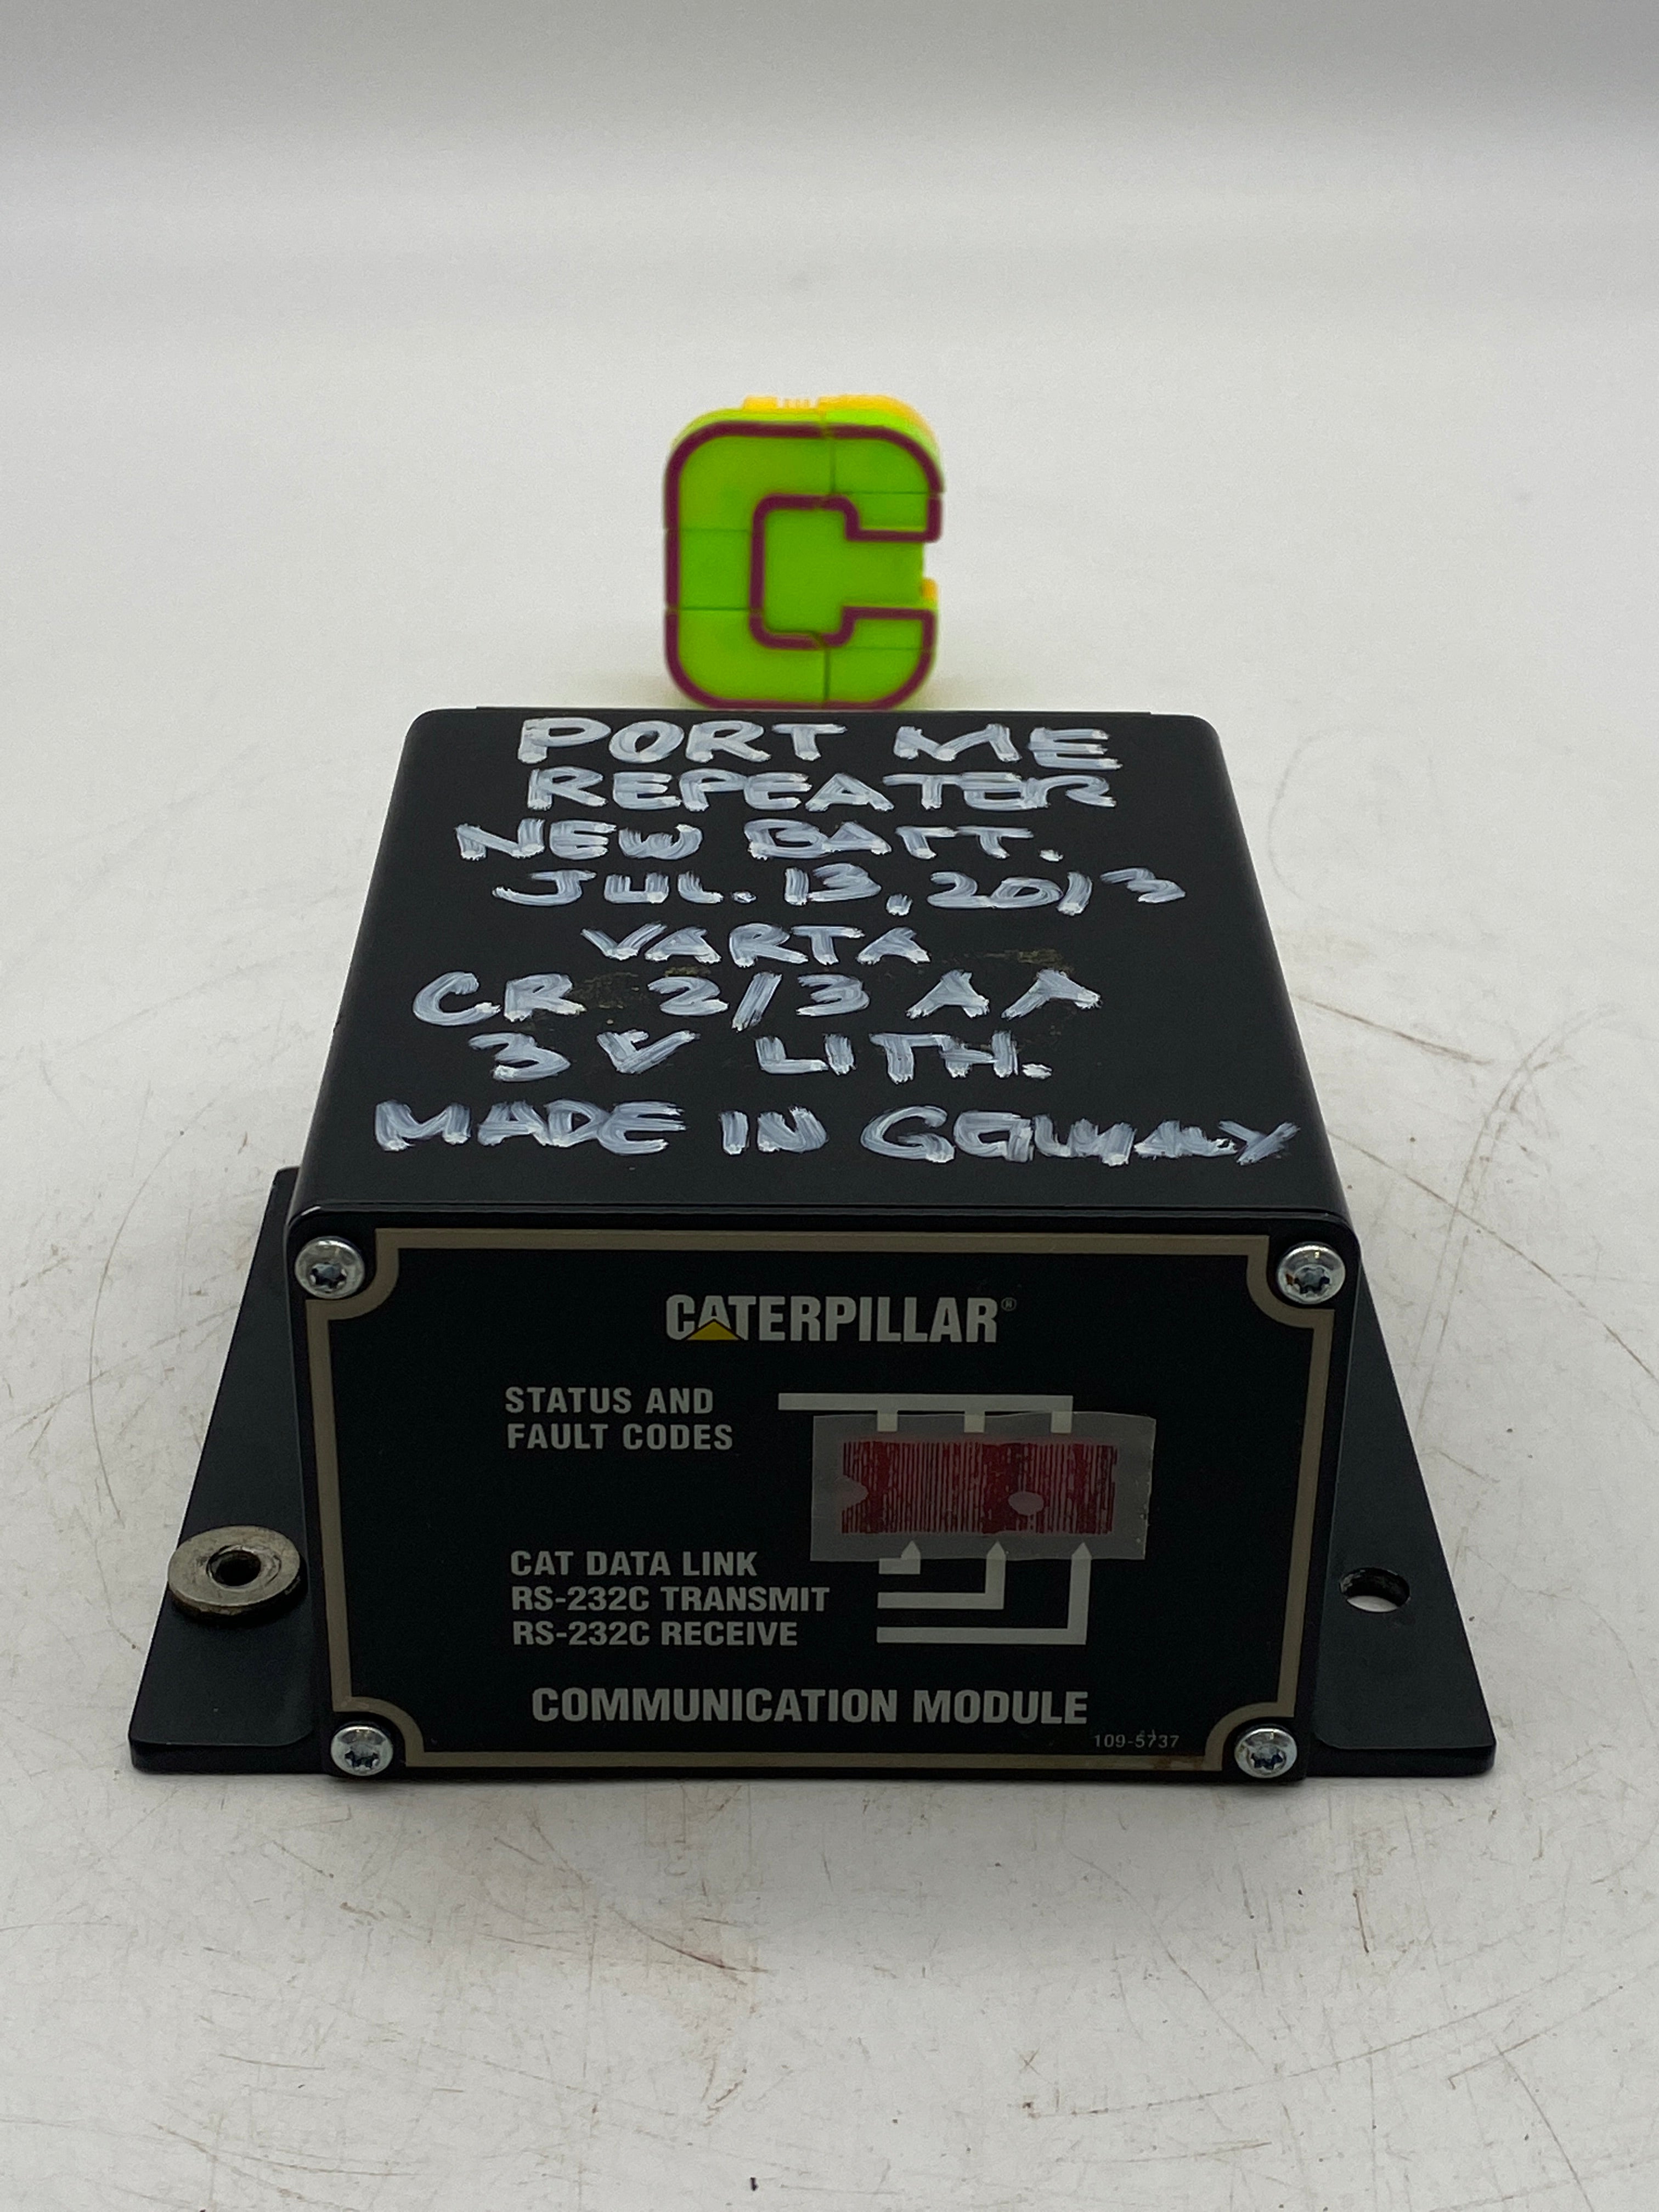 C
PORT ME
REPEATER
NEW BATT.
JUL. 13, 2013
VARTA
CR 2/3 AA
3V LITH.
MADE IN GERMANY
CATERPILLAR®
STATUS AND
FAULT CODES
CAT DATA LINK
RS-232C TRANSMIT
RS-232C RECEIVE
COMMUNICATION MODULE
109-5737